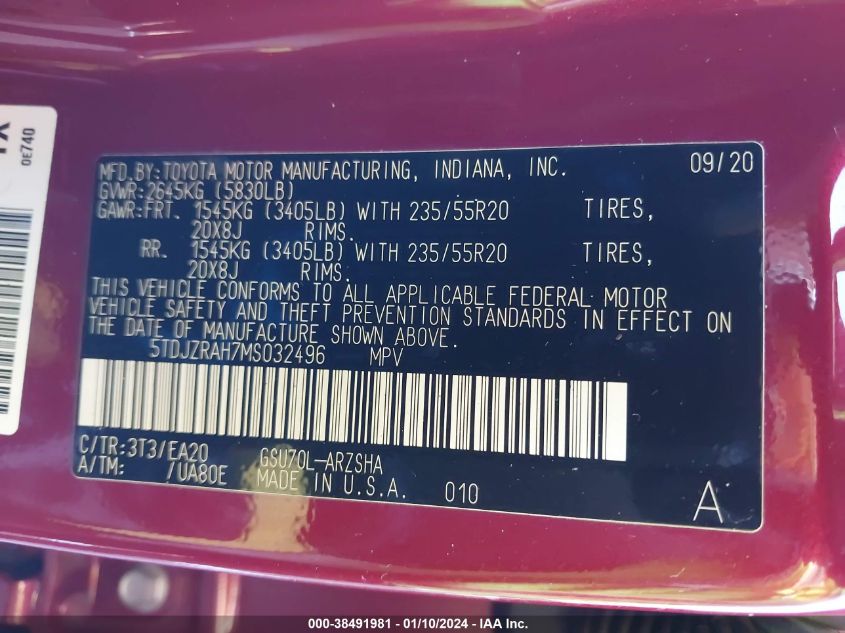 MFD.BY:TOYOTA MOTOR MANUFACTURING, INDIANA, INC. 09/20
GVWR:2645KG (5830LB)
GAWR:FRT. 1545KG (3405LB) WITH 235/55R20 TIRES,
20X8J RIMS.
RR. 1545KG (3405LB) WITH 235/55R20 TIRES,
20X8J RIMS.
THIS VEHICLE CONFORMS TO ALL APPLICABLE FEDERAL MOTOR
VEHICLE SAFETY AND THEFT PREVENTION STANDARDS IN EFFECT ON
THE DATE OF MANUFACTURE SHOWN ABOVE.
5TDJZRAH7MS032496 MPV
C/TR:3T3/EA20 GSU70L-ARZSHA
A/TM: /UA80E MADE IN U.S.A. 010 A
0E740
000-38491981 / 01/10/2024 - IAA Inc.